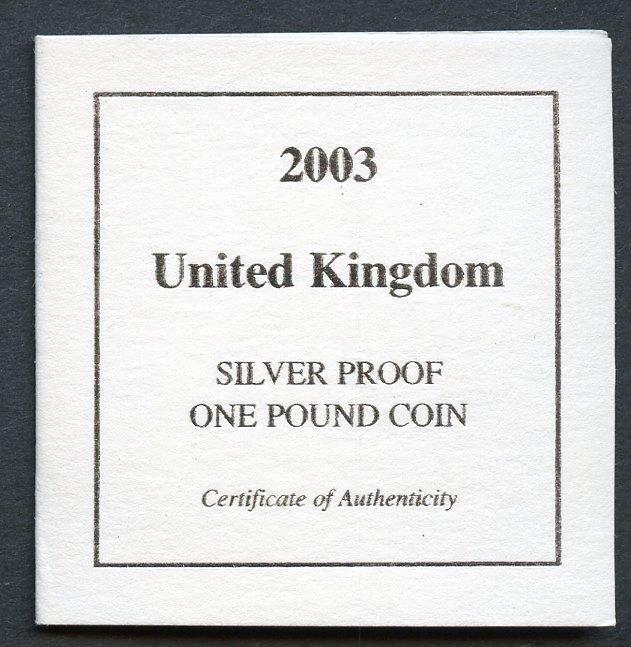 2003
United Kingdom
SILVER PROOF
ONE POUND COIN
Certificate of Authenticity